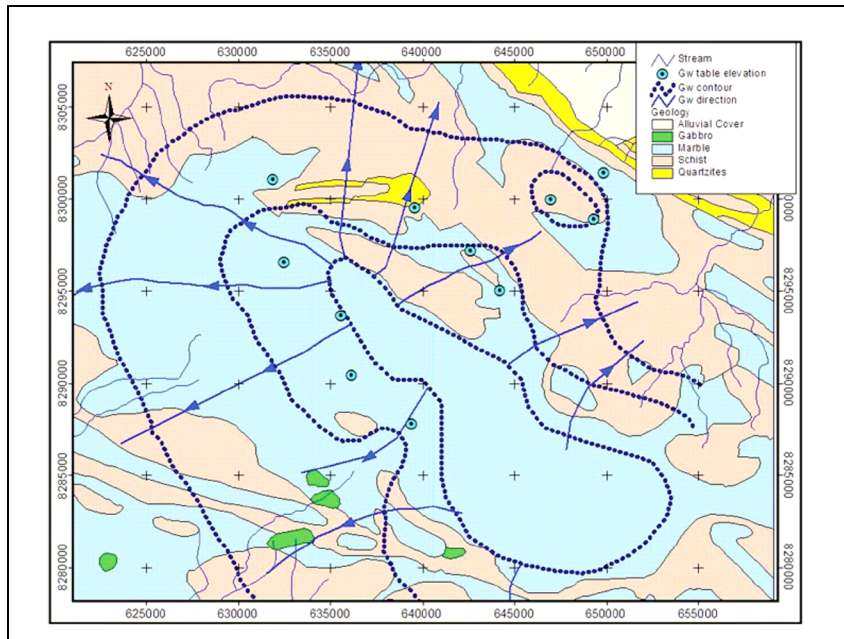 625000 630000 635000 640000 645000 650000
Stream
Gw table elevation
Gw contour
Gw direction
Geology
Alluvial Cover
Gabbro
Marble
Schist
Quartzites
N
8305000
8300000
8295000 8295000
8290000 8290000
8285000 8285000
8280000 8280000
625000 630000 635000 640000 645000 650000 655000